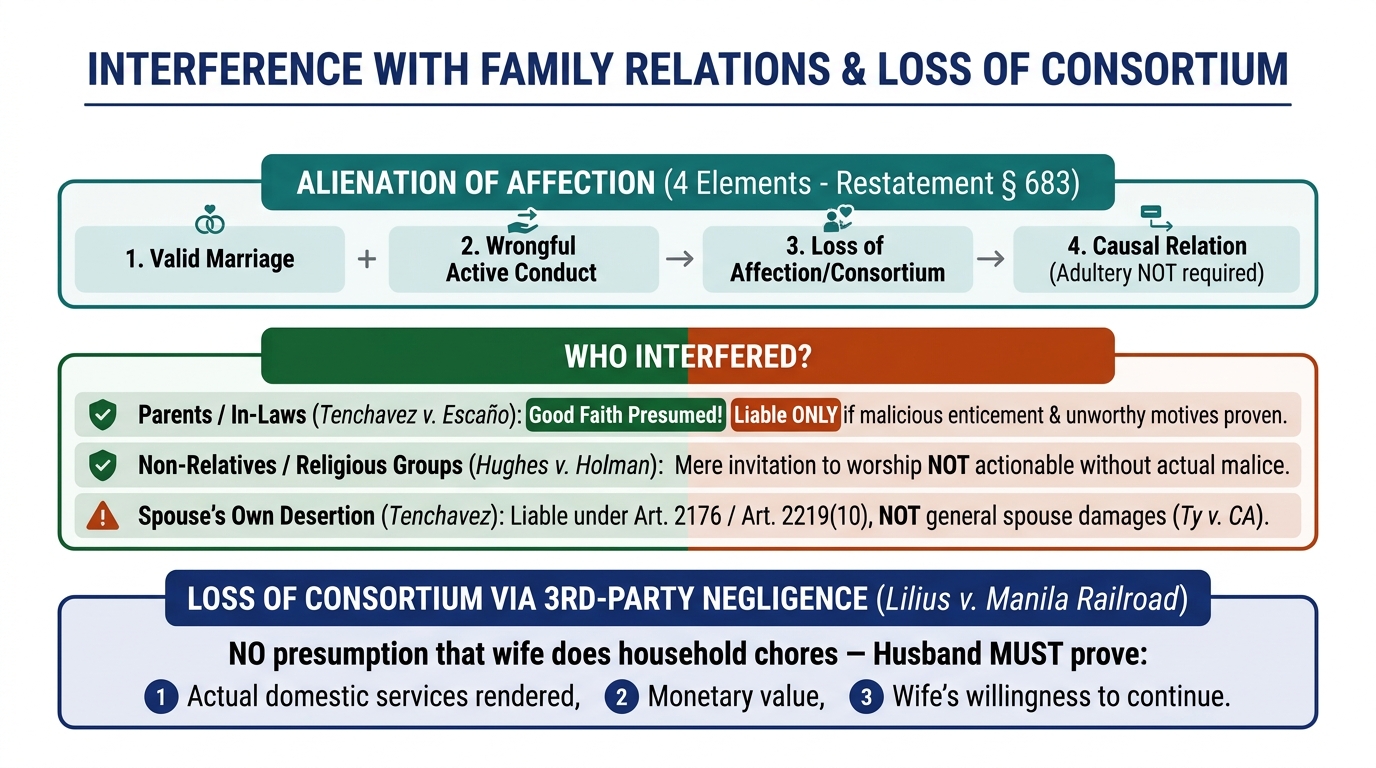 INTERFERENCE WITH FAMILY RELATIONS & LOSS OF CONSORTIUM
ALIENATION OF AFFECTION (4 Elements - Restatement § 683)
1. Valid Marriage
+
2. Wrongful
Active Conduct
→
3. Loss of
Affection/Consortium
→
4. Causal Relation
(Adultery NOT required)
WHO INTERFERED?
Parents / In-Laws (Tenchavez v. Escaño): Good Faith Presumed! Liable ONLY if malicious enticement & unworthy motives proven.
Non-Relatives / Religious Groups (Hughes v. Holman): Mere invitation to worship NOT actionable without actual malice.
Spouse's Own Desertion (Tenchavez): Liable under Art. 2176 / Art. 2219(10), NOT general spouse damages (Ty v. CA).
LOSS OF CONSORTIUM VIA 3RD-PARTY NEGLIGENCE (Lilius v. Manila Railroad)
NO presumption that wife does household chores — Husband MUST prove:
1 Actual domestic services rendered, 2 Monetary value, 3 Wife's willingness to continue.